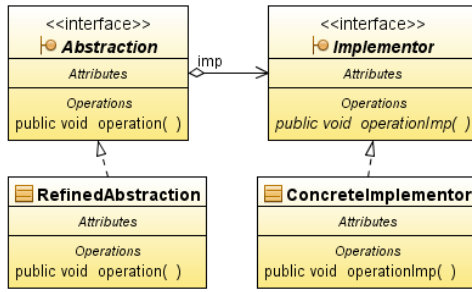 <<interface>>
Abstraction
Attributes
Operations
public void operation( )
imp
<<interface>>
Implementor
Attributes
Operations
public void operationImp( )
RefinedAbstraction
Attributes
Operations
public void operation( )
ConcreteImplementor
Attributes
Operations
public void operationImp( )